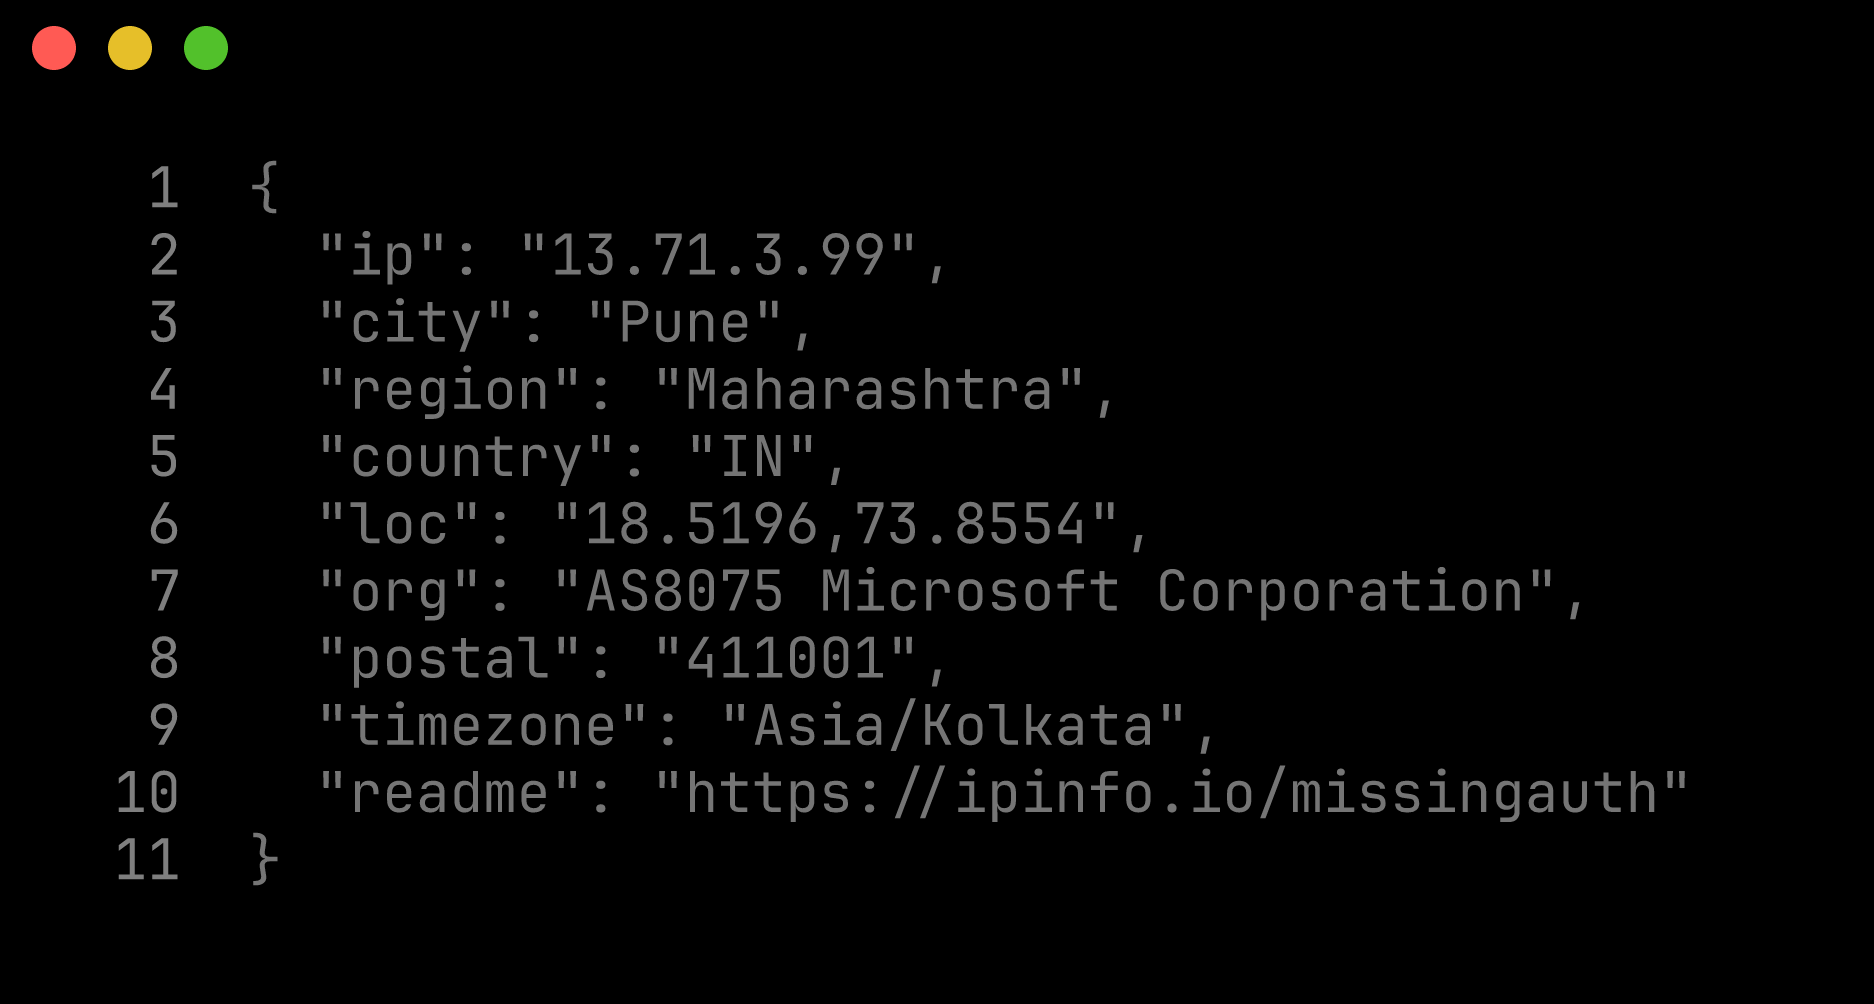 1 {
2   "ip": "13.71.3.99",
3   "city": "Pune",
4   "region": "Maharashtra",
5   "country": "IN",
6   "loc": "18.5196,73.8554",
7   "org": "AS8075 Microsoft Corporation",
8   "postal": "411001",
9   "timezone": "Asia/Kolkata",
10   "readme": "https://ipinfo.io/missingauth"
11 }